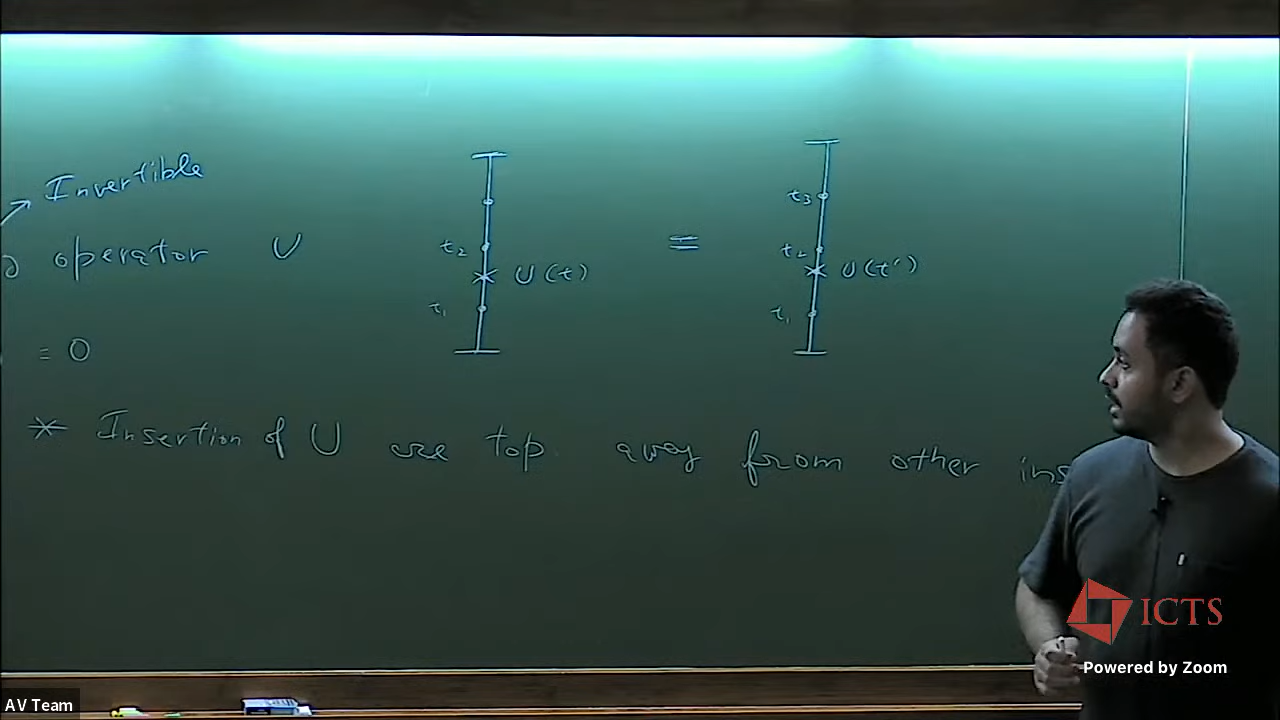 Invertible
operator U
= 0
t₂
U(t)
t₁
=
t₃
t₂
U(t')
t₁
* Insertion of U are top. away from other ins
ICTS
Powered by Zoom
AV Team